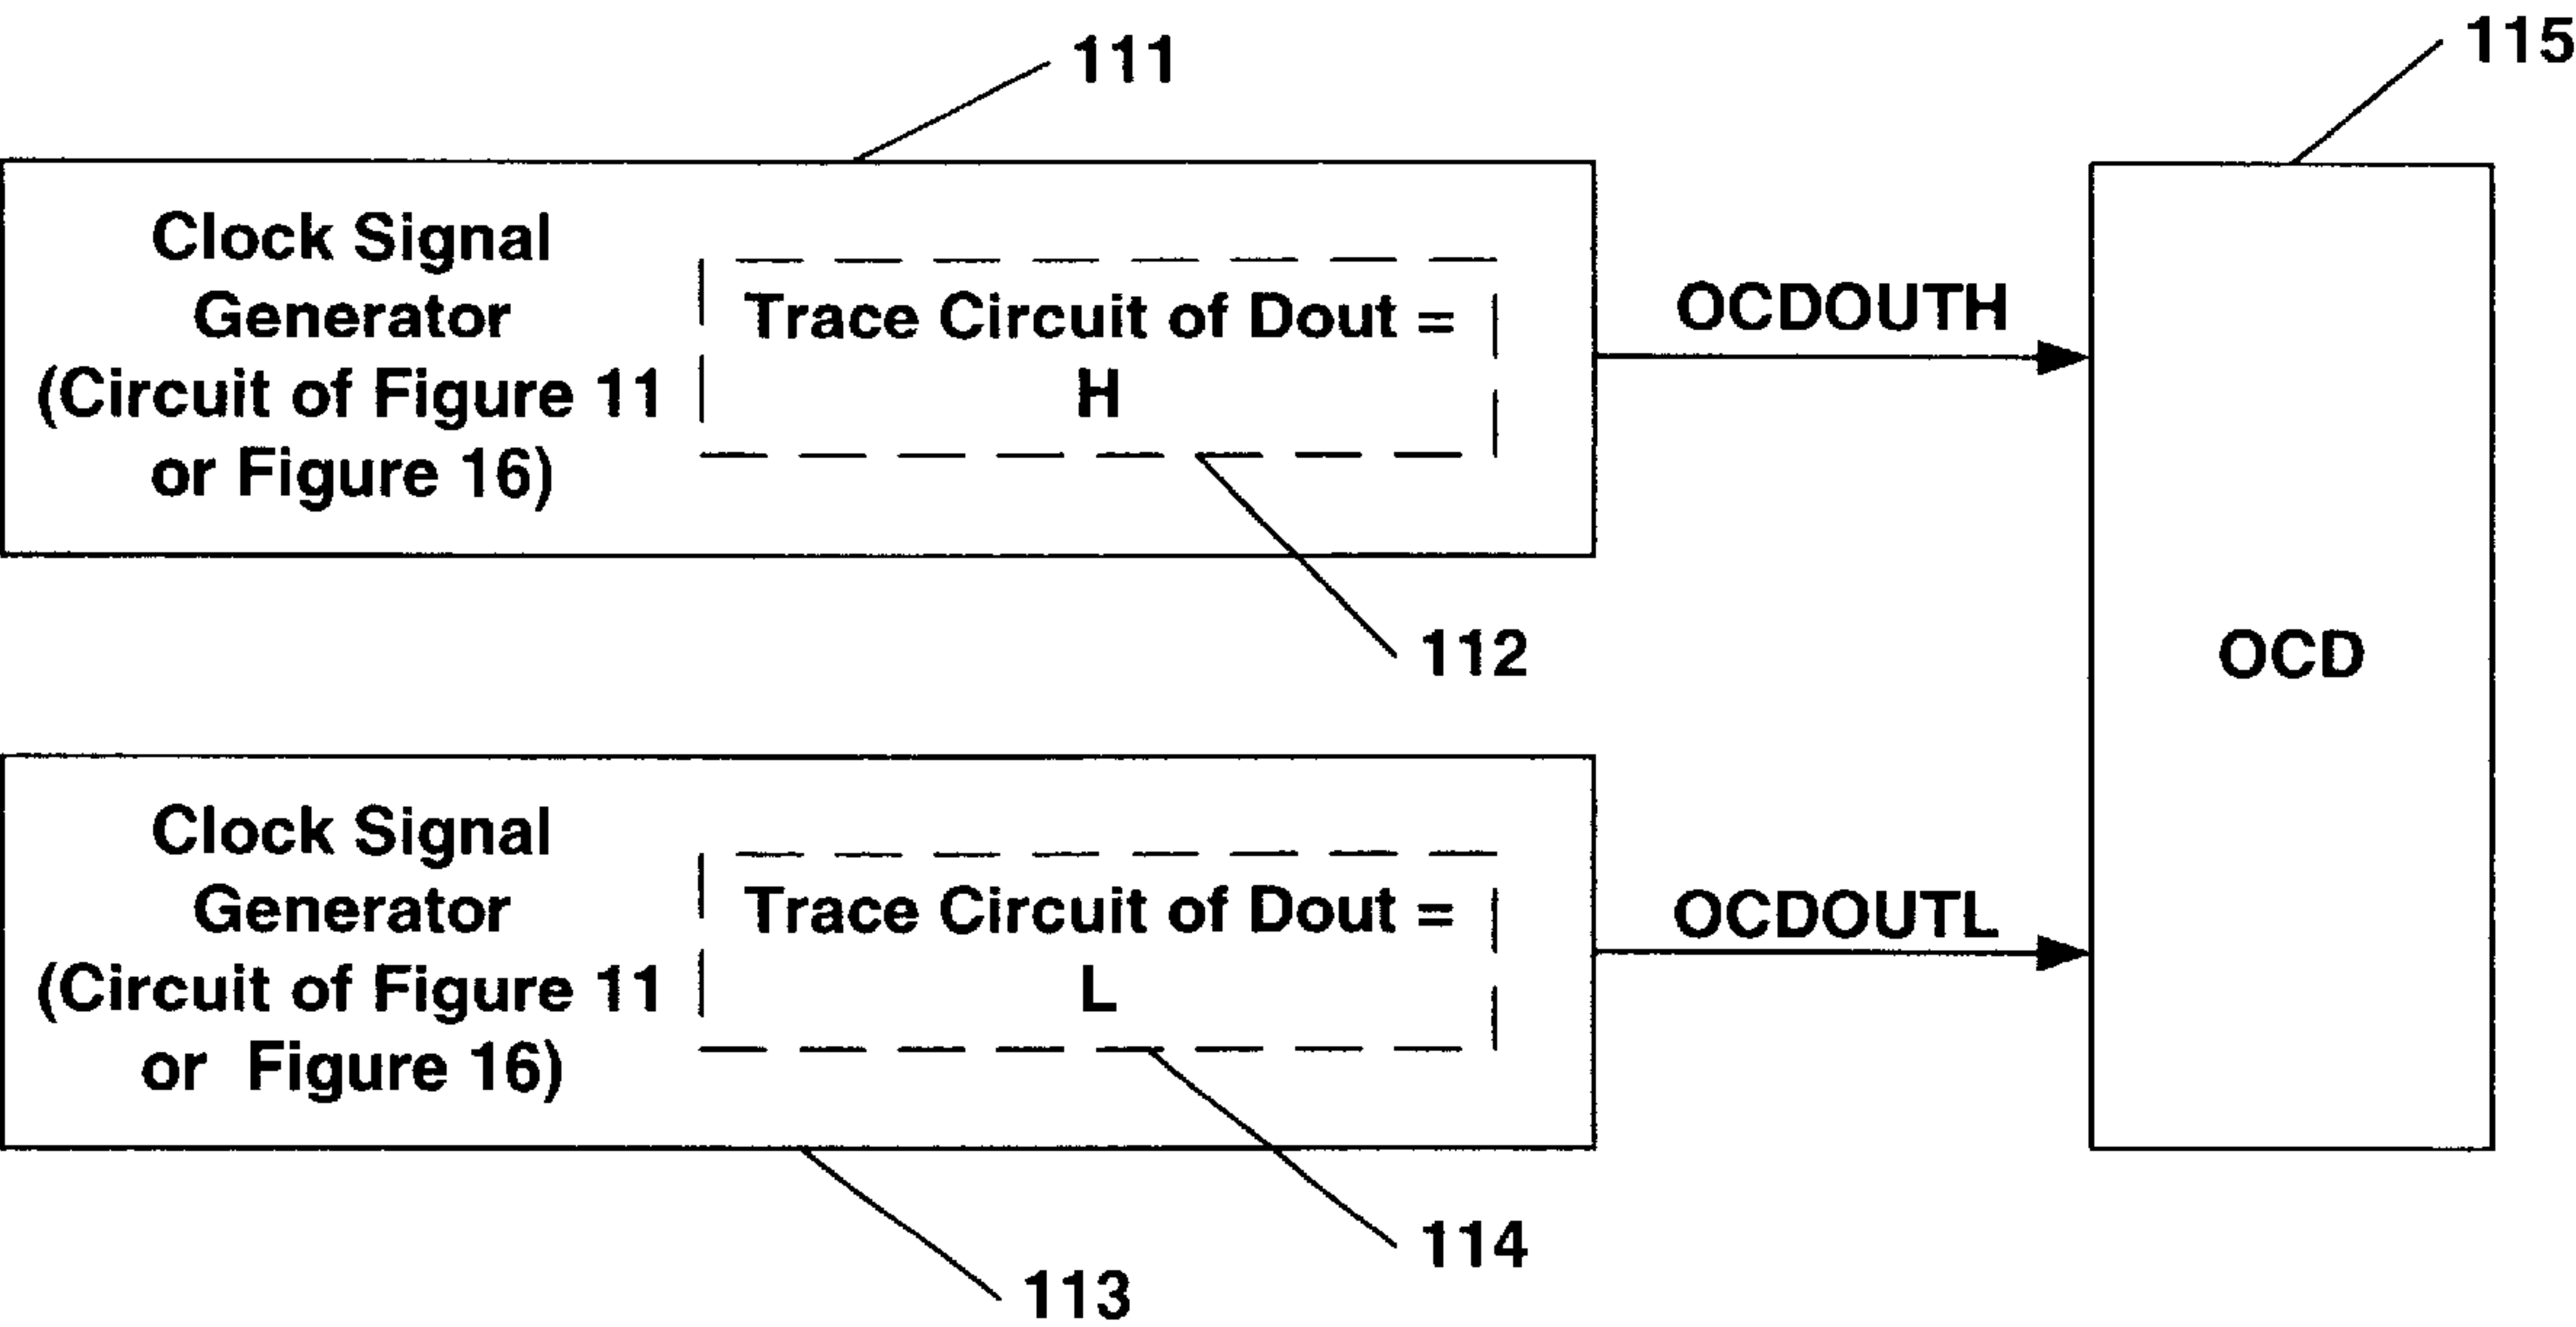 111
115
Clock Signal
Generator
(Circuit of Figure 11
or Figure 16)
Trace Circuit of Dout =
H
OCDOUTH
112
OCD
Clock Signal
Generator
(Circuit of Figure 11
or  Figure 16)
Trace Circuit of Dout =
L
OCDOUTL
114
113